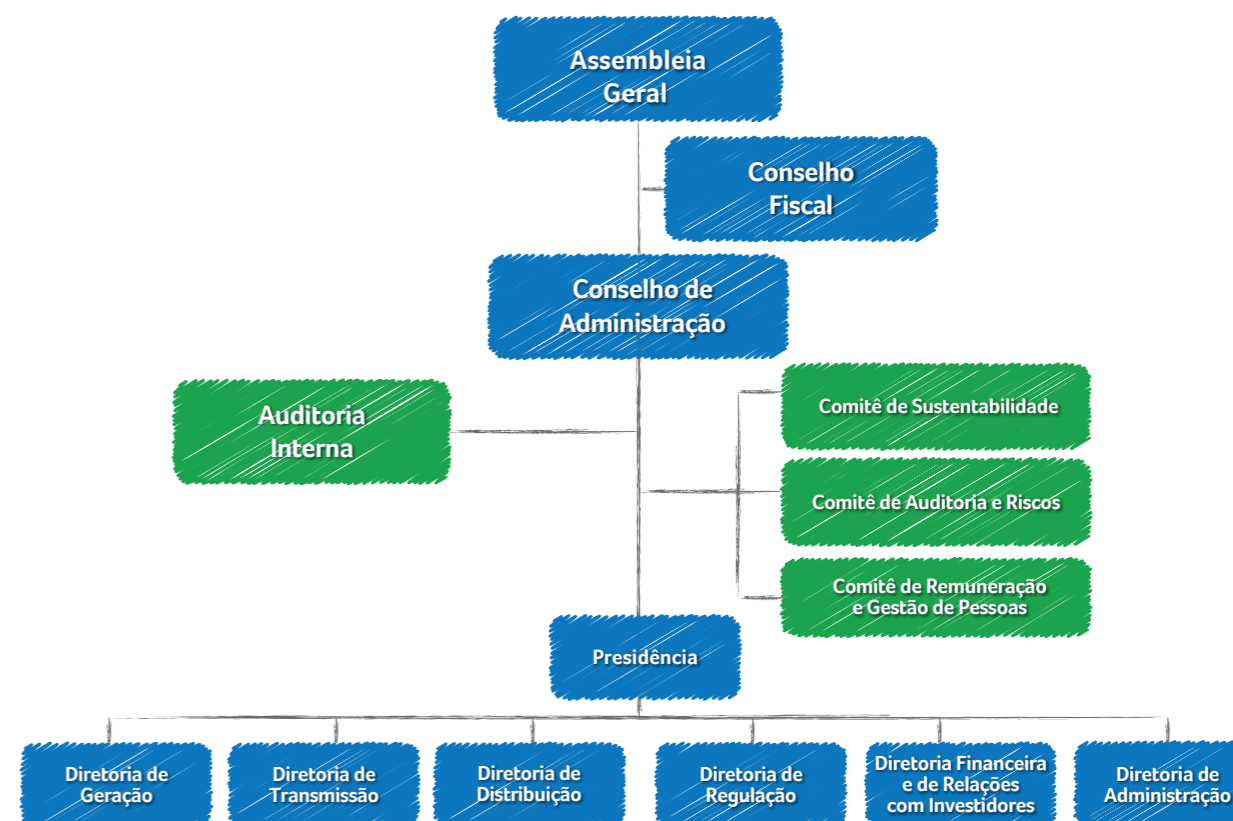 Assembleia
Geral
Conselho
Fiscal
Conselho de
Administração
Auditoria
Interna
Comitê de Sustentabilidade
Comitê de Auditoria e Riscos
Comitê de Remuneração
e Gestão de Pessoas
Presidência
Diretoria de
Geração
Diretoria de
Transmissão
Diretoria de
Distribuição
Diretoria de
Regulação
Diretoria Financeira
e de Relações
com Investidores
Diretoria de
Administração